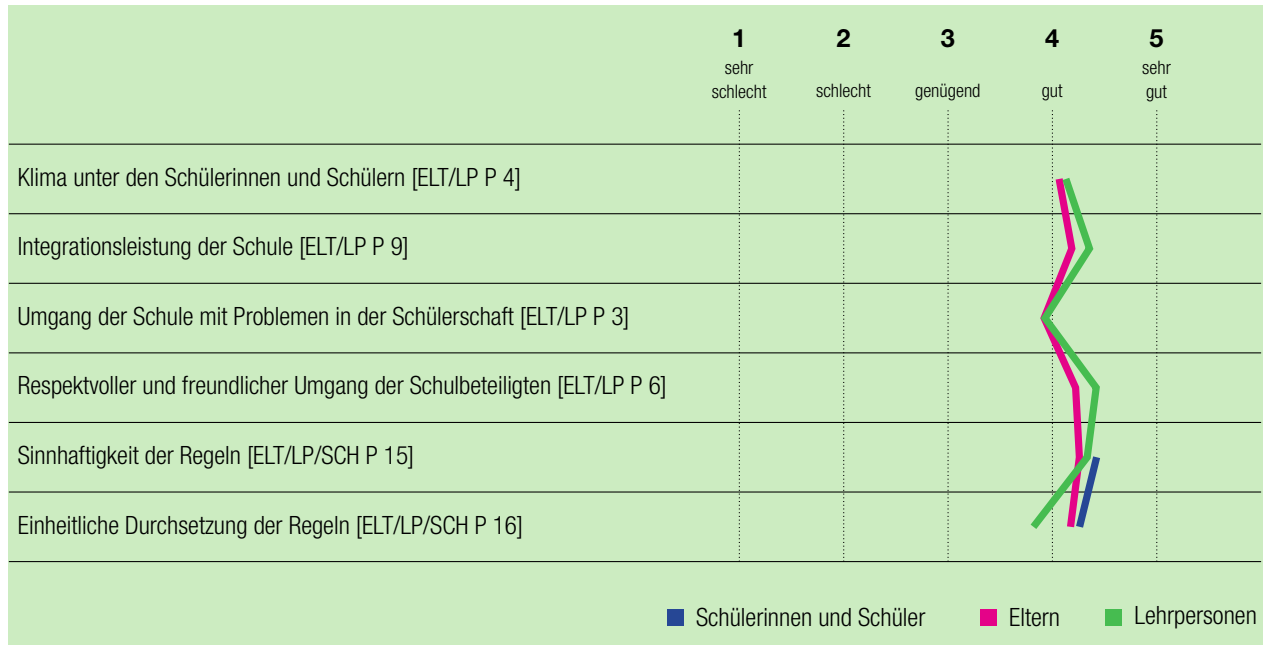 1 2 3 4 5
sehr schlecht schlecht genügend gut sehr gut
Klima unter den Schülerinnen und Schülern [ELT/LP P 4]
Integrationsleistung der Schule [ELT/LP P 9]
Umgang der Schule mit Problemen in der Schülerschaft [ELT/LP P 3]
Respektvoller und freundlicher Umgang der Schulbeteiligten [ELT/LP P 6]
Sinnhaftigkeit der Regeln [ELT/LP/SCH P 15]
Einheitliche Durchsetzung der Regeln [ELT/LP/SCH P 16]
Schülerinnen und Schüler Eltern Lehrpersonen